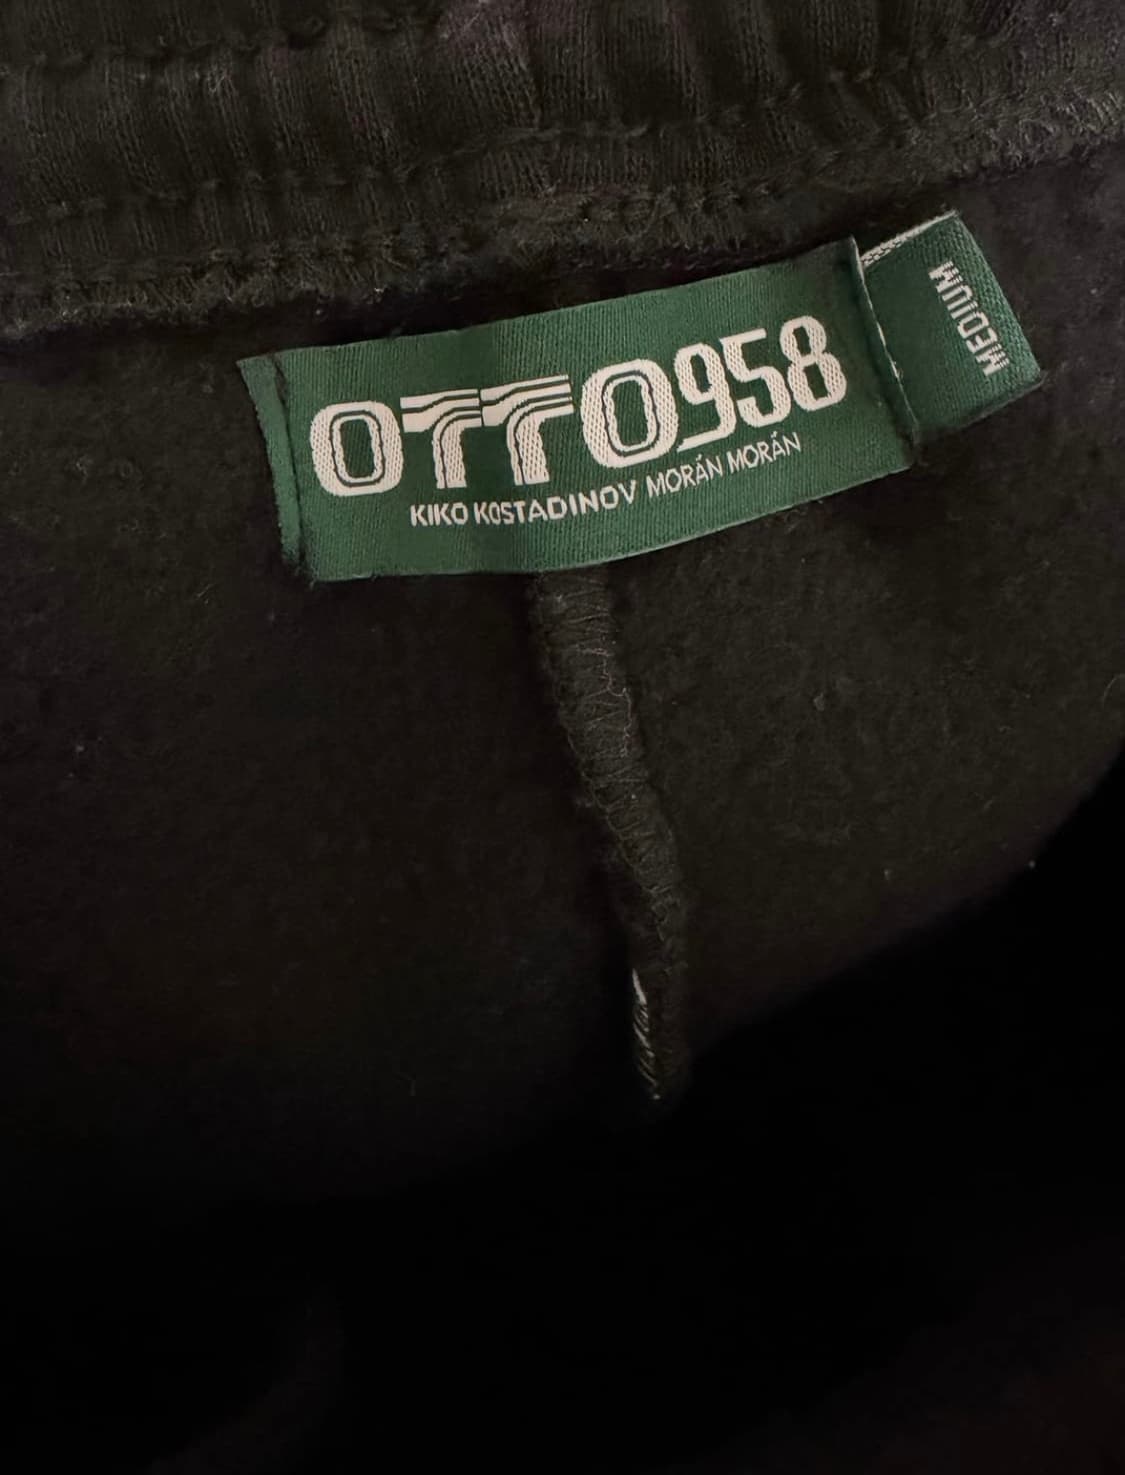 OTTO958
KIKO KOSTADINOV MORÁN MORÁN
MEDIUM